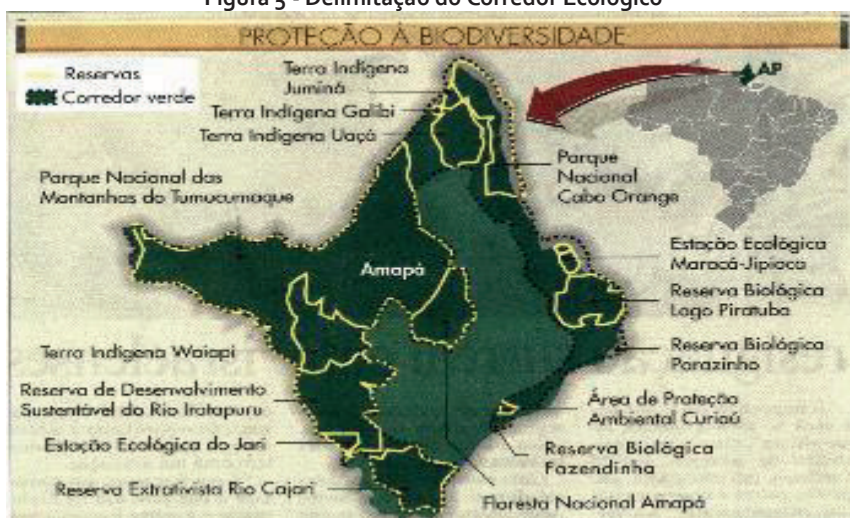 Figura 5 - Delimitação do Corredor Ecológico
PROTEÇÃO À BIODIVERSIDADE
Reservas
Corredor verde
Terra Indígena
Juminá
Terra Indígena Galibi
Terra Indígena Uaçá
AP
Parque
Nacional
Cabo Orange
Parque Nacional das
Montanhas do Tumucumaque
Amapá
Estação Ecológica
Maracá-Jipioca
Reserva Biológica
Lago Piratuba
Reserva Biológica
Parazinho
Terra Indígena Waiapi
Reserva de Desenvolvimento
Sustentável do Rio Iratapuru
Área de Proteção
Ambiental Curiaú
Estação Ecológica do Jari
Reserva Biológica
Fazendinha
Reserva Extrativista Rio Cajari
Floresta Nacional Amapá